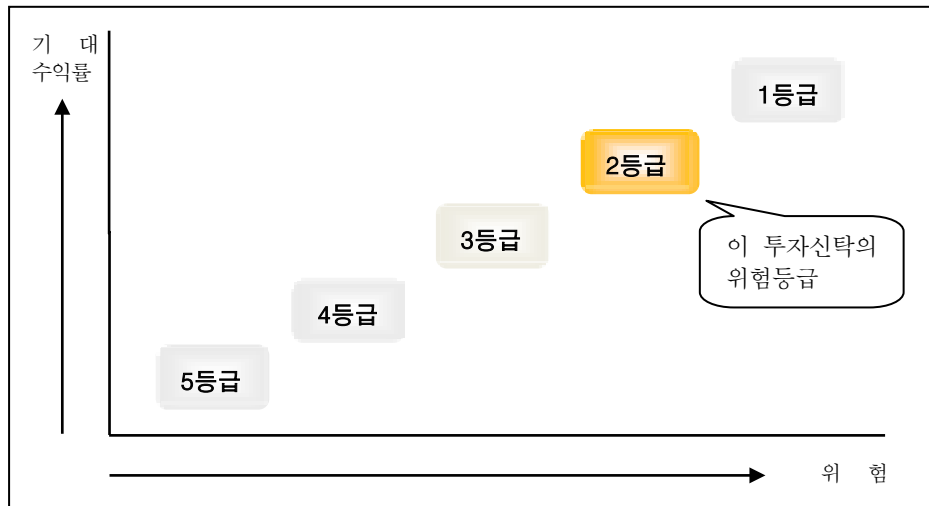 기 대
수익률
1등급
2등급
3등급
이 투자신탁의
위험등급
4등급
5등급
위 험